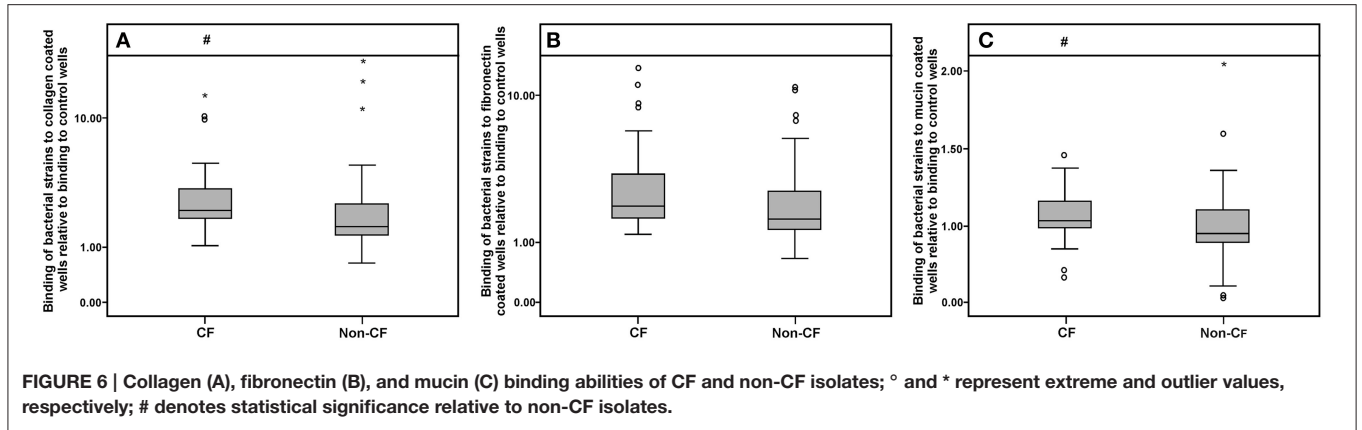 A
#
Binding of bacterial strains to collagen coated
wells relative to binding to control wells
10.00
1.00
0.00
CF
Non-CF
B
Binding of bacterial strains to fibronectin
coated wells relative to binding to control wells
10.00
1.00
0.00
CF
Non-CF
C
#
Binding of bacterial strains to mucin coated
wells relative to binding to control wells
2.00
1.50
1.00
0.00
CF
Non-CF
FIGURE 6 | Collagen (A), fibronectin (B), and mucin (C) binding abilities of CF and non-CF isolates; ° and * represent extreme and outlier values,
respectively; # denotes statistical significance relative to non-CF isolates.